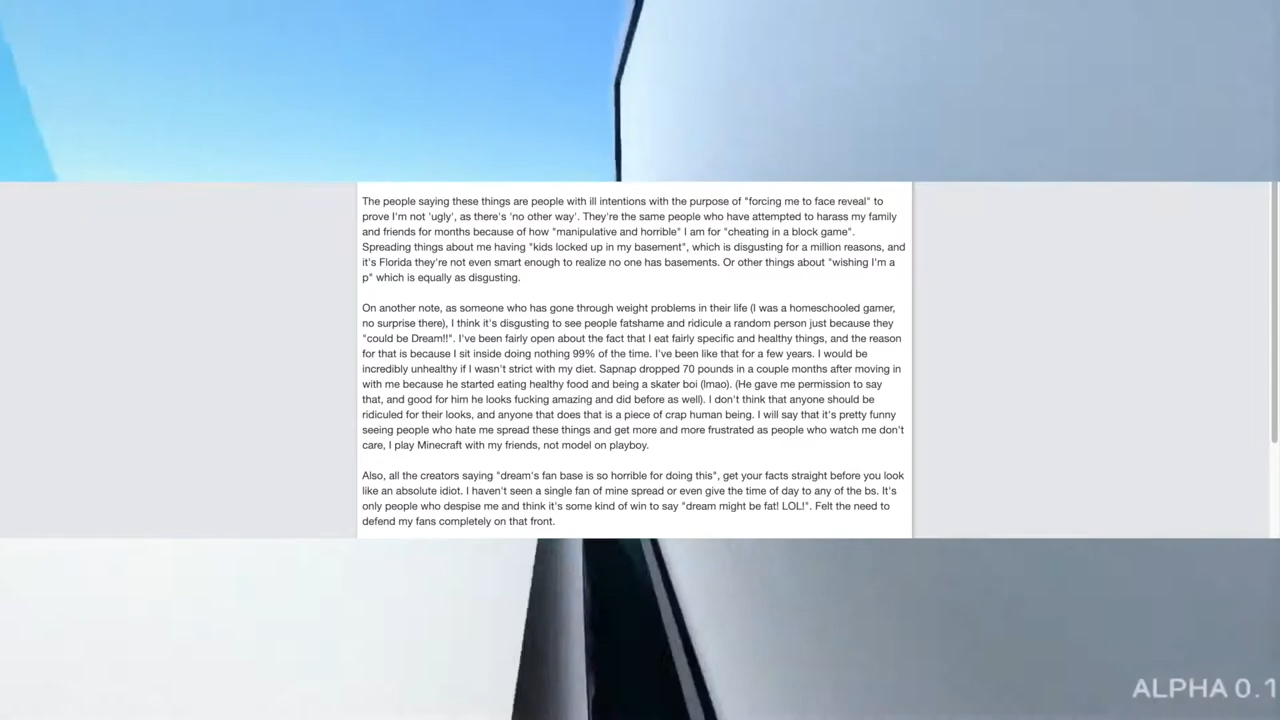 The people saying these things are people with ill intentions with the purpose of "forcing me to face reveal" to
prove I'm not 'ugly', as there's 'no other way'. They're the same people who have attempted to harass my family
and friends for months because of how "manipulative and horrible" I am for "cheating in a block game".
Spreading things about me having "kids locked up in my basement", which is disgusting for a million reasons, and
it's Florida they're not even smart enough to realize no one has basements. Or other things about "wishing I'm a
p" which is equally as disgusting.
On another note, as someone who has gone through weight problems in their life (I was a homeschooled gamer,
no surprise there), I think it's disgusting to see people fatshame and ridicule a random person just because they
"could be Dream!!". I've been fairly open about the fact that I eat fairly specific and healthy things, and the reason
for that is because I sit inside doing nothing 99% of the time. I've been like that for a few years. I would be
incredibly unhealthy if I wasn't strict with my diet. Sapnap dropped 70 pounds in a couple months after moving in
with me because he started eating healthy food and being a skater boi (lmao). (He gave me permission to say
that, and good for him he looks fucking amazing and did before as well). I don't think that anyone should be
ridiculed for their looks, and anyone that does that is a piece of crap human being. I will say that it's pretty funny
seeing people who hate me spread these things and get more and more frustrated as people who watch me don't
care, I play Minecraft with my friends, not model on playboy.
Also, all the creators saying "dream's fan base is so horrible for doing this", get your facts straight before you look
like an absolute idiot. I haven't seen a single fan of mine spread or even give the time of day to any of the bs. It's
only people who despise me and think it's some kind of win to say "dream might be fat! LOL!". Felt the need to
defend my fans completely on that front.
ALPHA 0.1